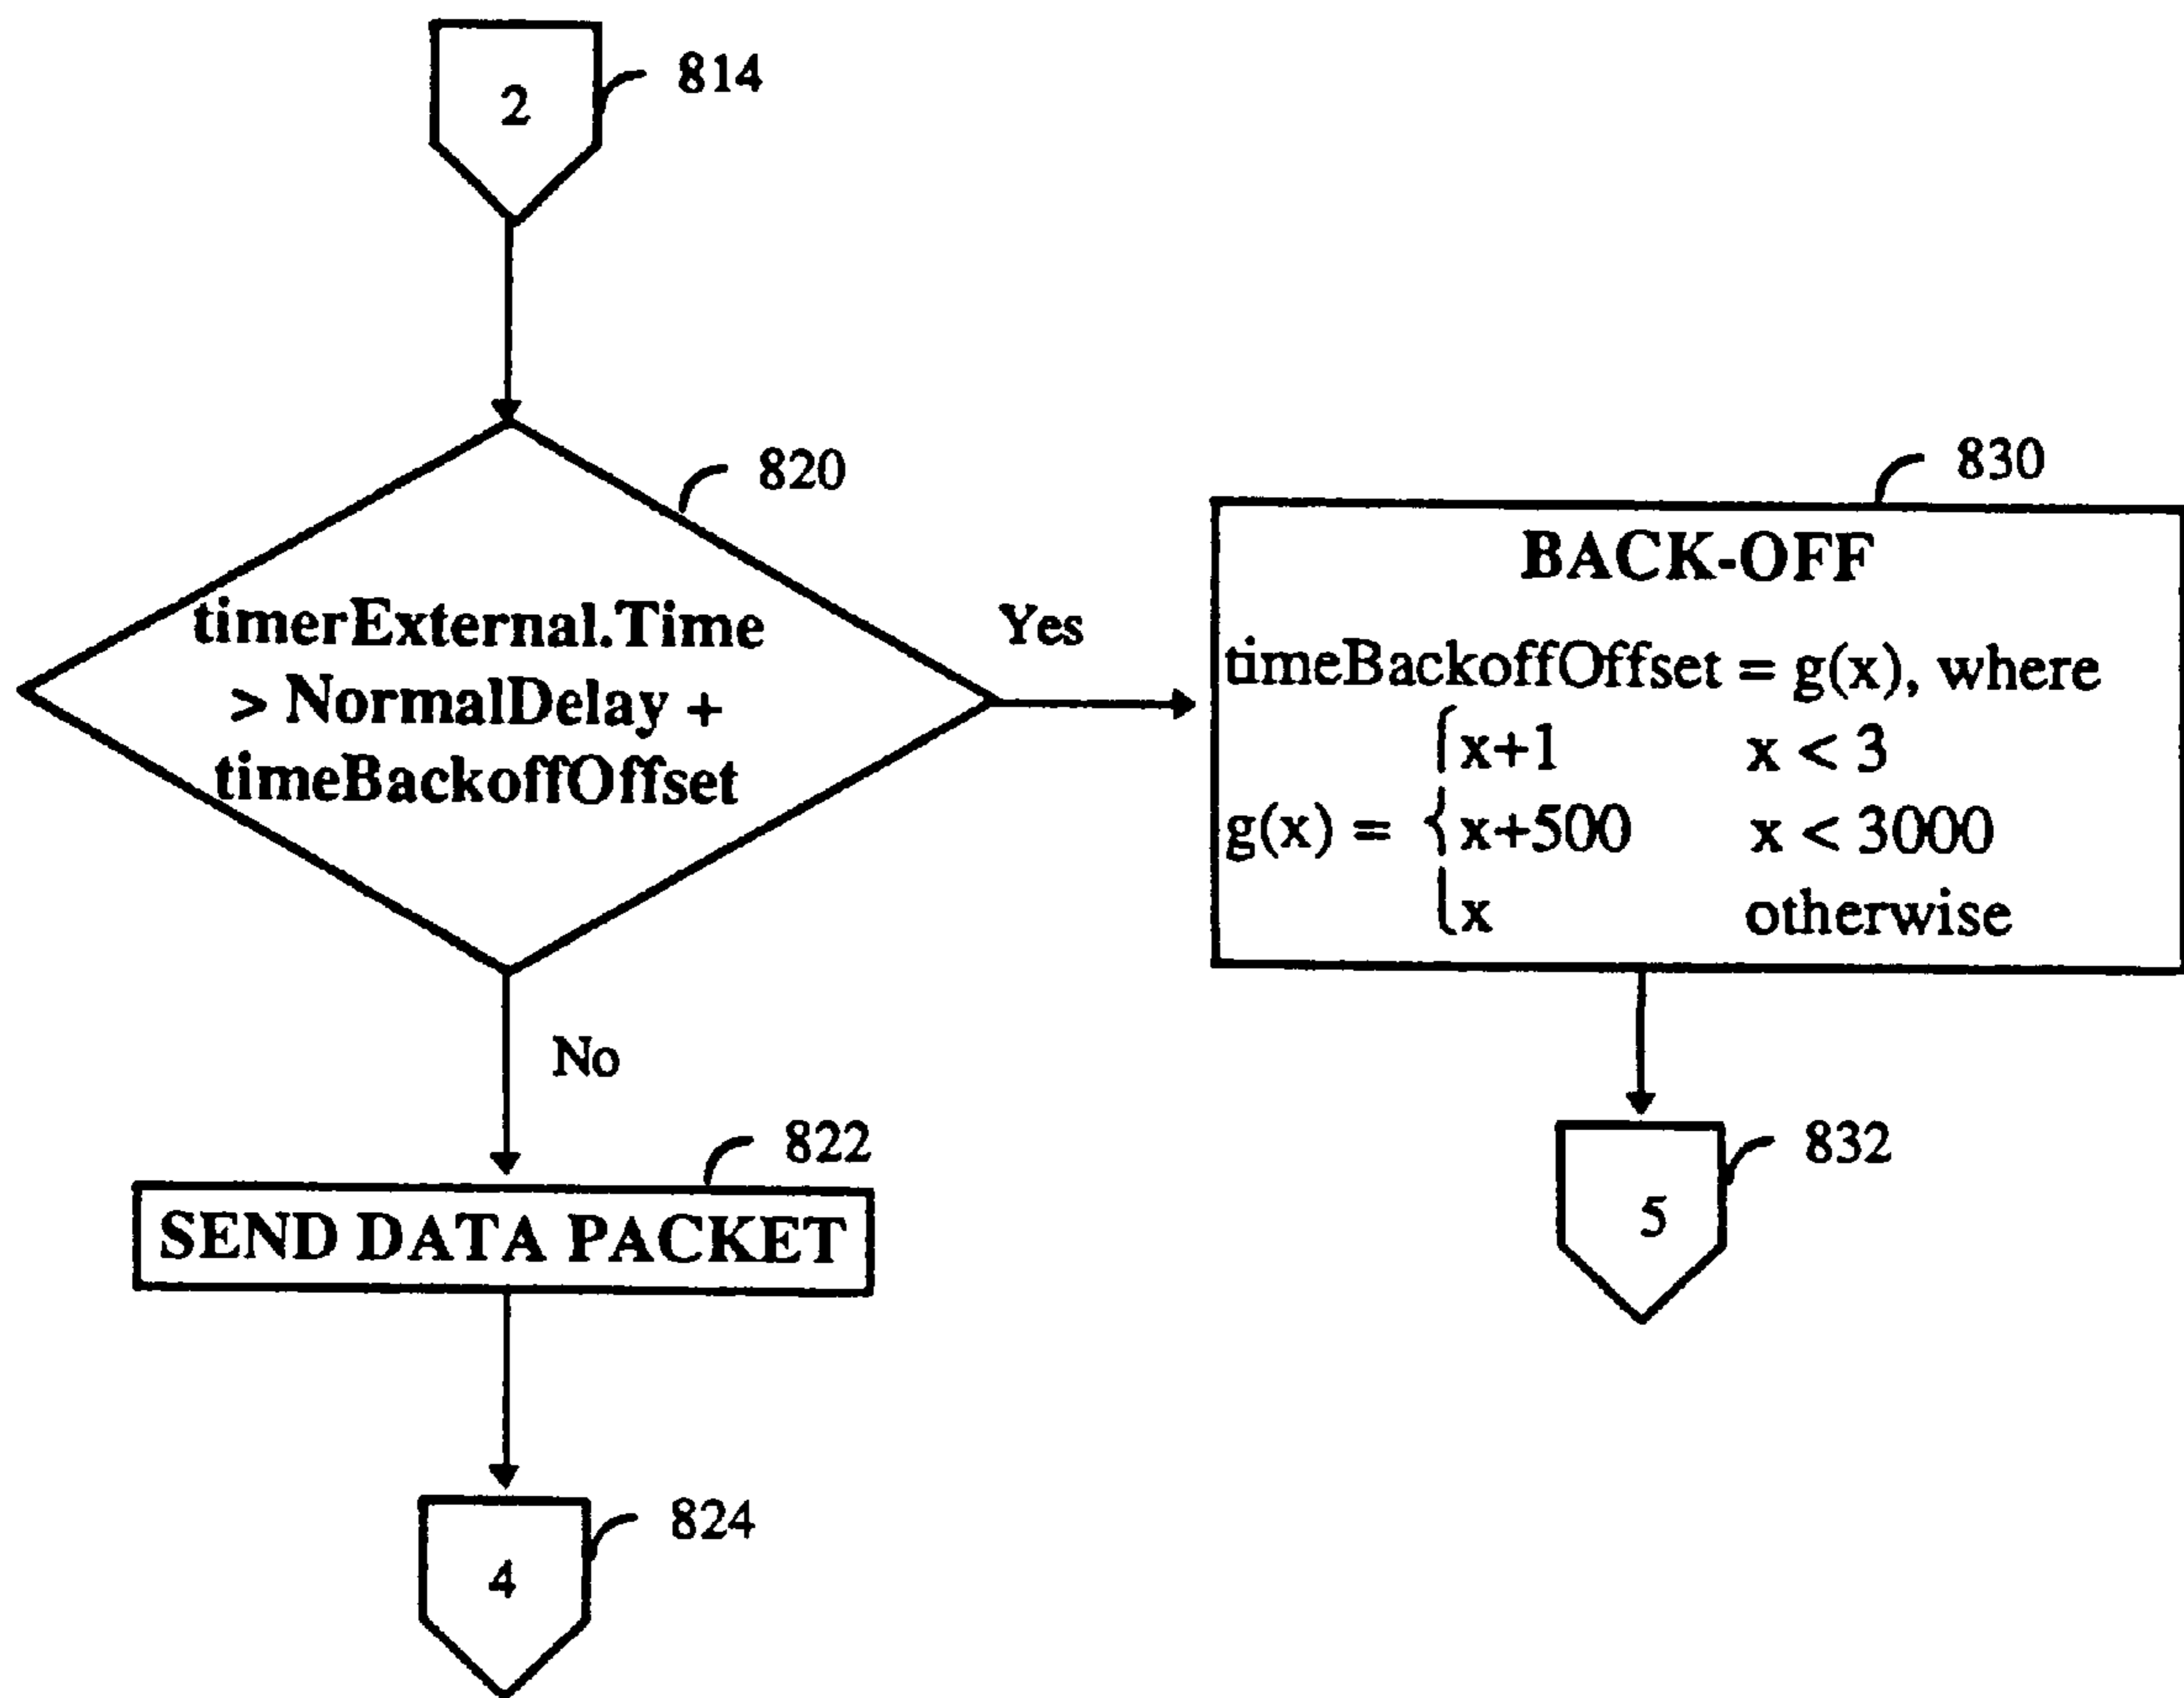 2
814
820
timerExternal.Time
> NormalDelay +
timeBackoffOffset
Yes
830
BACK-OFF
timeBackoffOffset = g(x), where
x+1 x < 3
g(x) = { x+500 x < 3000
x otherwise
No
822
SEND DATA PACKET
832
5
824
4